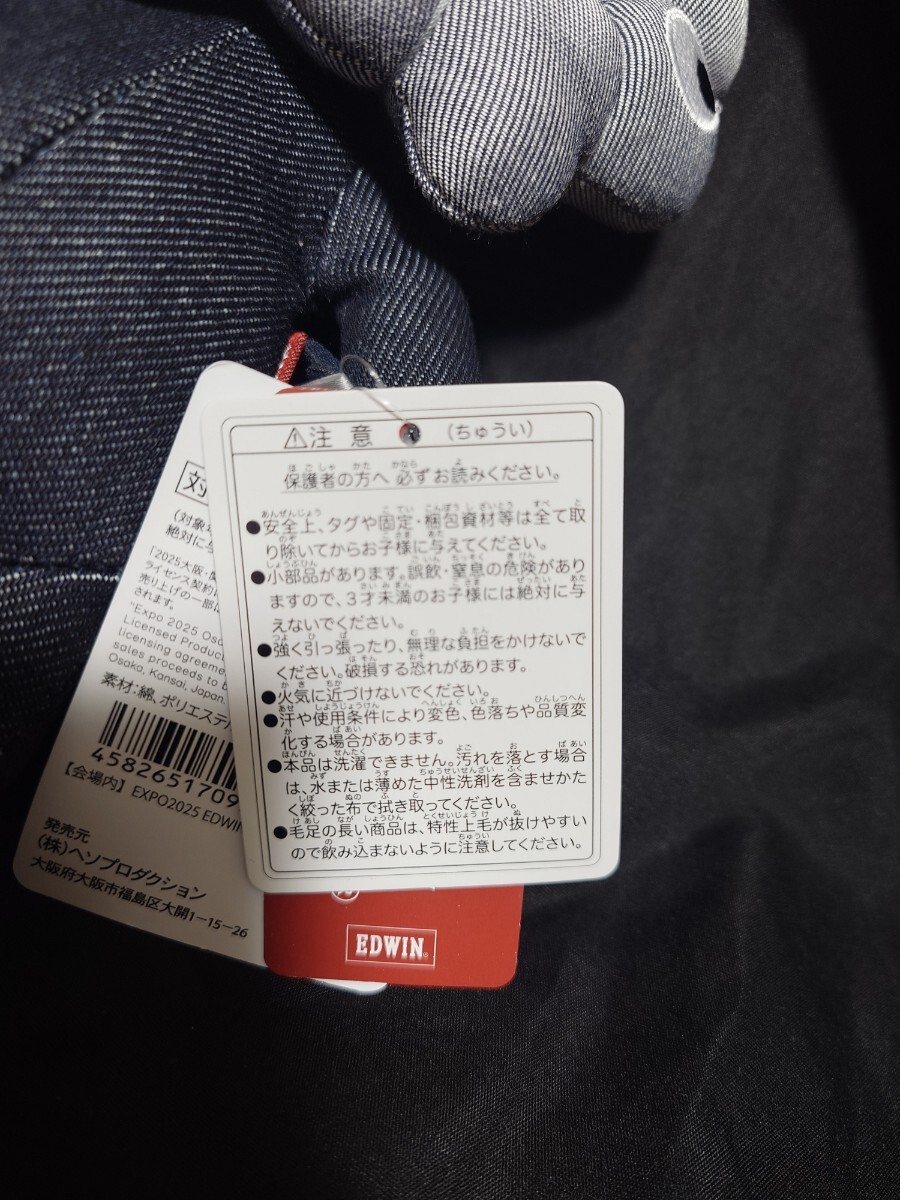 ⚠注 意 (ちゅうい)
保護者の方へ 必ずお読みください。
●安全上、タグや固定・梱包資材等は全て取
り除いてからお子様に与えてください。
●小部品があります。誤飲・窒息の危険があり
ますので、3才未満のお子様には絶対に与
えないでください。
●強く引っ張ったり、無理な負担をかけないで
ください。破損する恐れがあります。
●火気に近づけないでください。
●汗や使用条件により変色、色落ちや品質変
化する場合があります。
●本品は洗濯できません。汚れを落とす場合
は、水または薄めた中性洗剤を含ませかた
く絞った布で拭き取ってください。
●毛足の長い商品は、特性上毛が抜けやすい
ので飲み込まないように注意してください。
対
(対象
絶対に与
「2025大阪・
ライセンス契約
売り上げの一部
されます。
"Expo 2025 Osa
Licensed Produc
licensing agreeme
sales proceeds to b
Osaka, Kansai, Japan
素材:綿、ポリエステル
4582651709
【会場内】EXPO2025 EDWIN
発売元
(株)ヘソプロダクション
大阪府大阪市福島区大開1-15-26
EDWIN